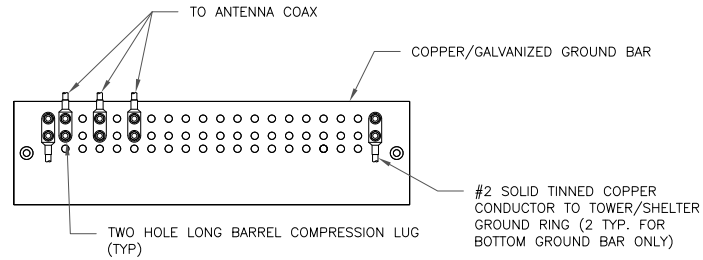 TO ANTENNA COAX
COPPER/GALVANIZED GROUND BAR
#2 SOLID TINNED COPPER
CONDUCTOR TO TOWER/SHELTER
GROUND RING (2 TYP. FOR
BOTTOM GROUND BAR ONLY)
TWO HOLE LONG BARREL COMPRESSION LUG
(TYP)